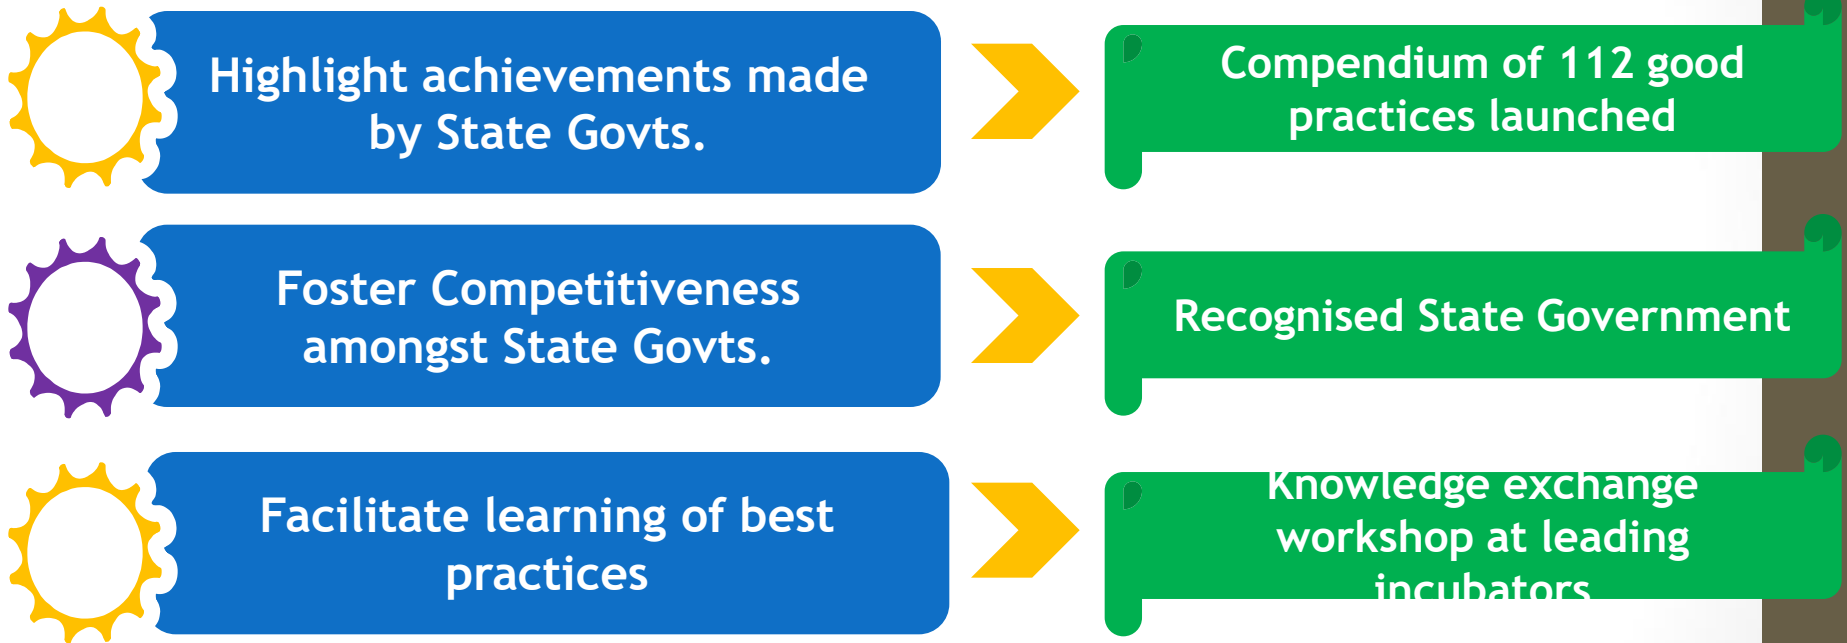 Highlight achievements made
by State Govts.
Compendium of 112 good
practices launched
Foster Competitiveness
amongst State Govts.
Recognised State Government
Facilitate learning of best
practices
Knowledge exchange
workshop at leading
incubators